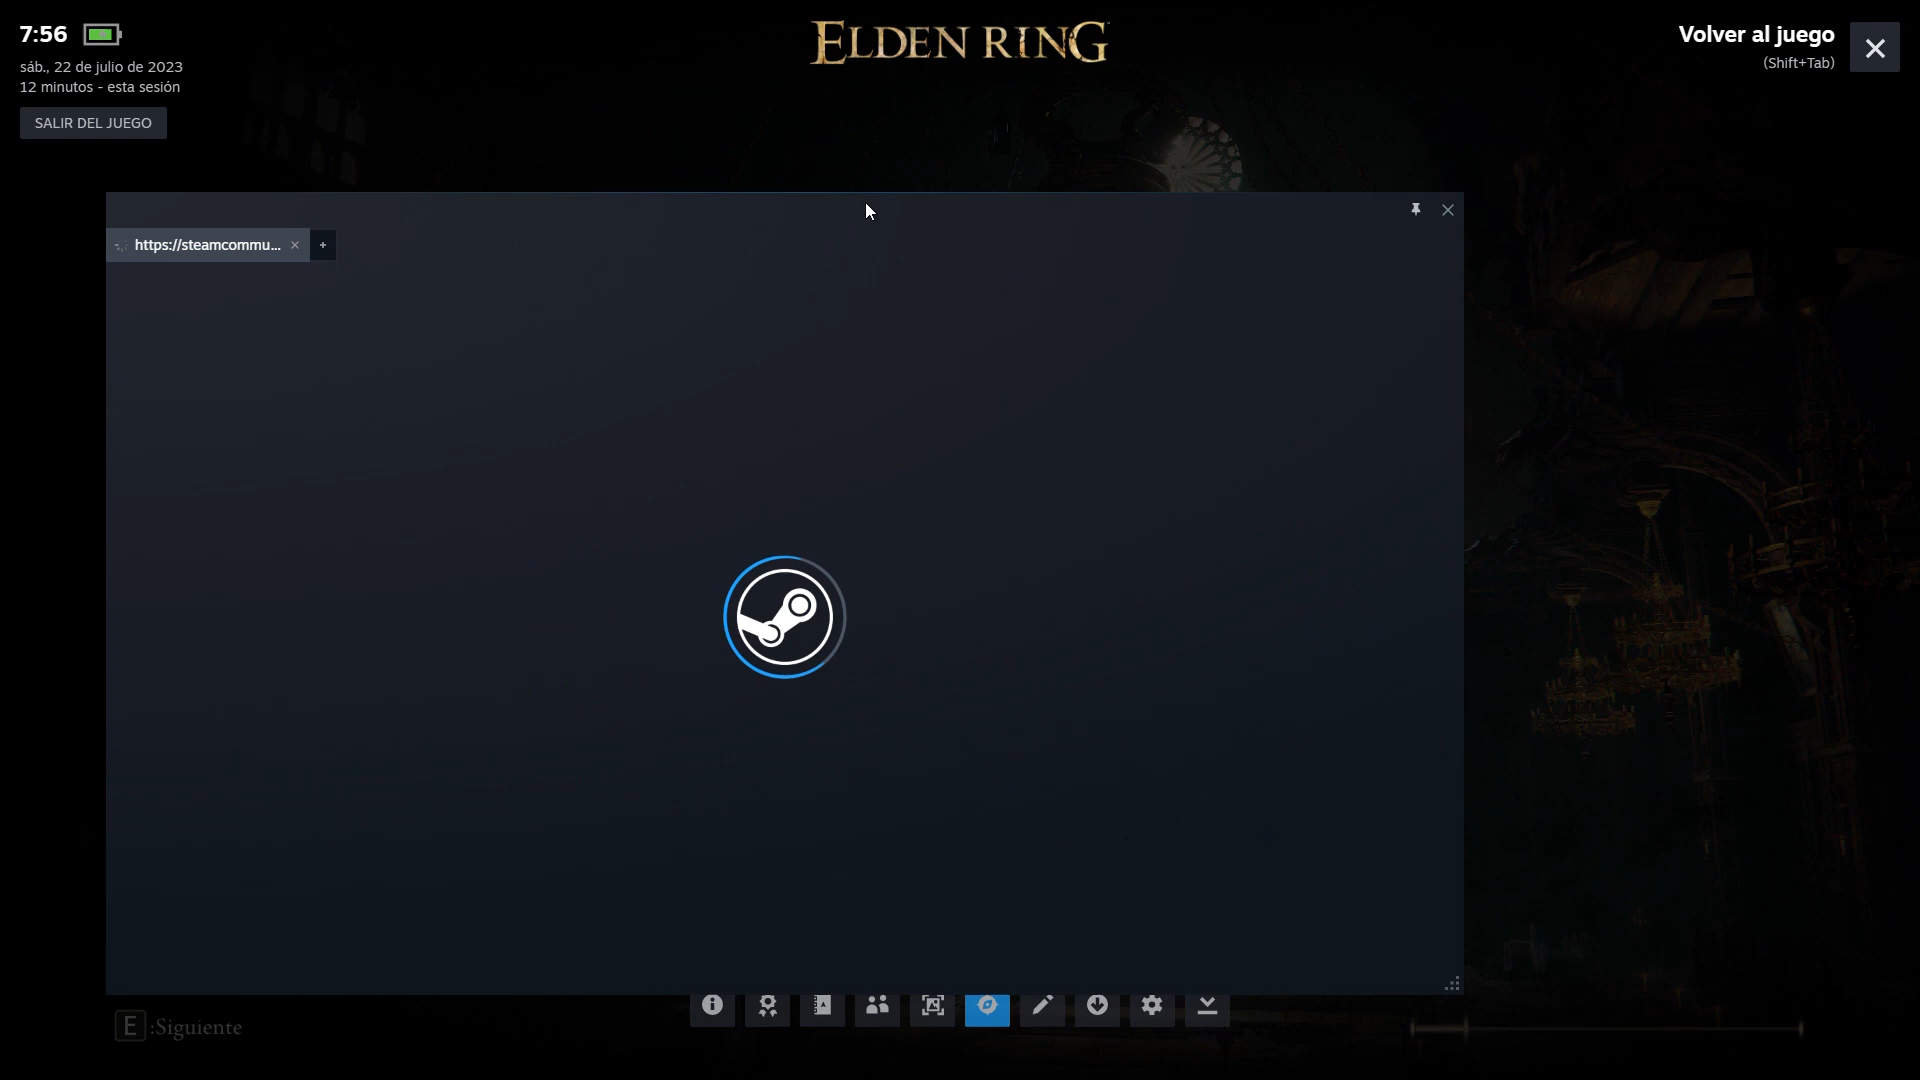 7:56
sáb., 22 de julio de 2023
12 minutos - esta sesión
SALIR DEL JUEGO
ELDEN RING
Volver al juego
(Shift+Tab)
https://steamcommu...
E :Siguiente